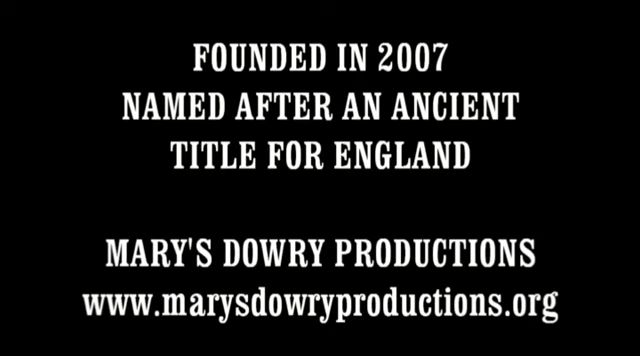 FOUNDED IN 2007
NAMED AFTER AN ANCIENT
TITLE FOR ENGLAND
MARY'S DOWRY PRODUCTIONS
www.marysdowryproductions.org